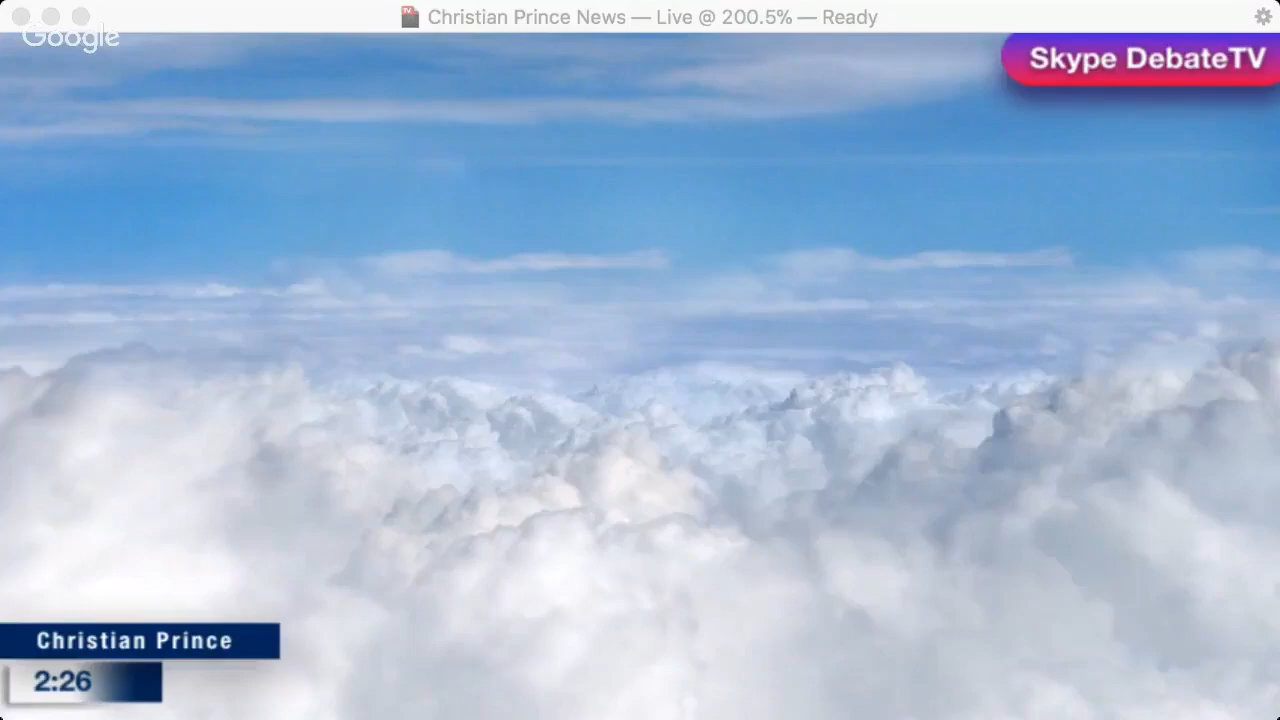 Christian Prince News — Live @ 200.5% — Ready
Google
Skype DebateTV
Christian Prince
2:26